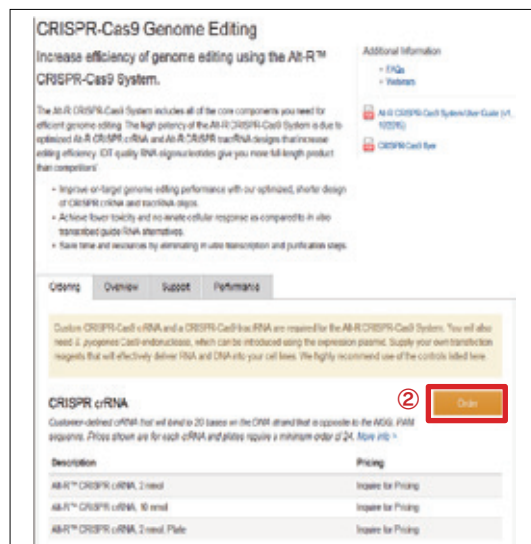 CRISPR-Cas9 Genome Editing
Increase efficiency of genome editing using the Alt-R™
CRISPR-Cas9 System.
Additional Information
• FAQs
• Webinars
Alt-R CRISPR-Cas9 System User Guide (v1,
CRISPR-Cas9 flyer
The Alt-R CRISPR-Cas9 System includes all of the core components you need for
efficient genome editing. The high potency of the Alt-R CRISPR-Cas9 System is due to
optimized Alt-R CRISPR crRNA and Alt-R CRISPR tracrRNA designs that increase
editing efficiency. IDT quality RNA oligonucleotides give you more full-length product
than competitors'
• Improve on-target genome editing performance with our optimized, shorter design
of CRISPR crRNA and tracrRNA oligos.
• Achieve lower toxicity and no innate cellular response as compared to in vitro
transcribed guide RNA alternatives.
• Save time and resources by eliminating in vitro transcription and purification steps.
Ordering Overview Support Performance
Custom CRISPR-Cas9 crRNA and a CRISPR-Cas9 tracrRNA are required for the Alt-R CRISPR-Cas9 System. You will also
need S. pyogenes Cas9 endonuclease, which can be introduced using the expression plasmid. Supply your own transfection
reagents that will effectively deliver RNA and DNA into your cell lines. We highly recommend use of the controls listed here.
CRISPR crRNA
② Order
Customer-defined crRNA that will bind to 20 bases on the DNA strand that is opposite to the NGG, PAM
sequence. Prices shown are for each crRNA and plates require a minimum order of 24. More info >
Description Pricing
Alt-R™ CRISPR crRNA, 2 nmol Inquire for Pricing
Alt-R™ CRISPR crRNA, 10 nmol Inquire for Pricing
Alt-R™ CRISPR crRNA, 2 nmol, Plate Inquire for Pricing